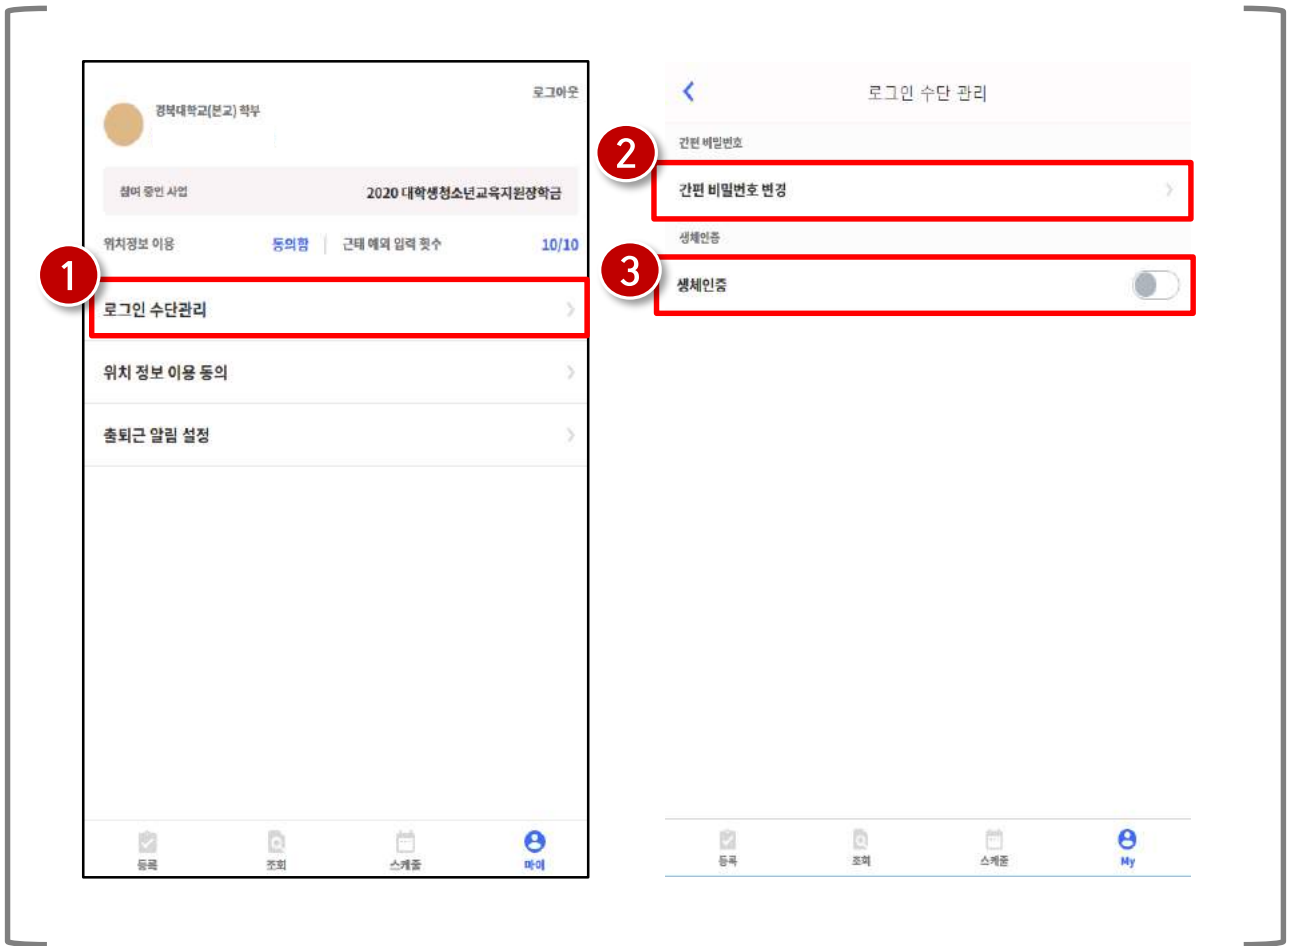 로그아웃
경북대학교(본교) 학부
참여 중인 사업 2020 대학생청소년교육지원장학금
위치정보 이용 동의함 근태 예외 입력 횟수 10/10
1
로그인 수단관리
위치 정보 이용 동의
출퇴근 알림 설정
등록 조회 스케줄 마이
로그인 수단 관리
간편 비밀번호
2
간편 비밀번호 변경
생체인증
3
생체인증
등록 조회 스케줄 My